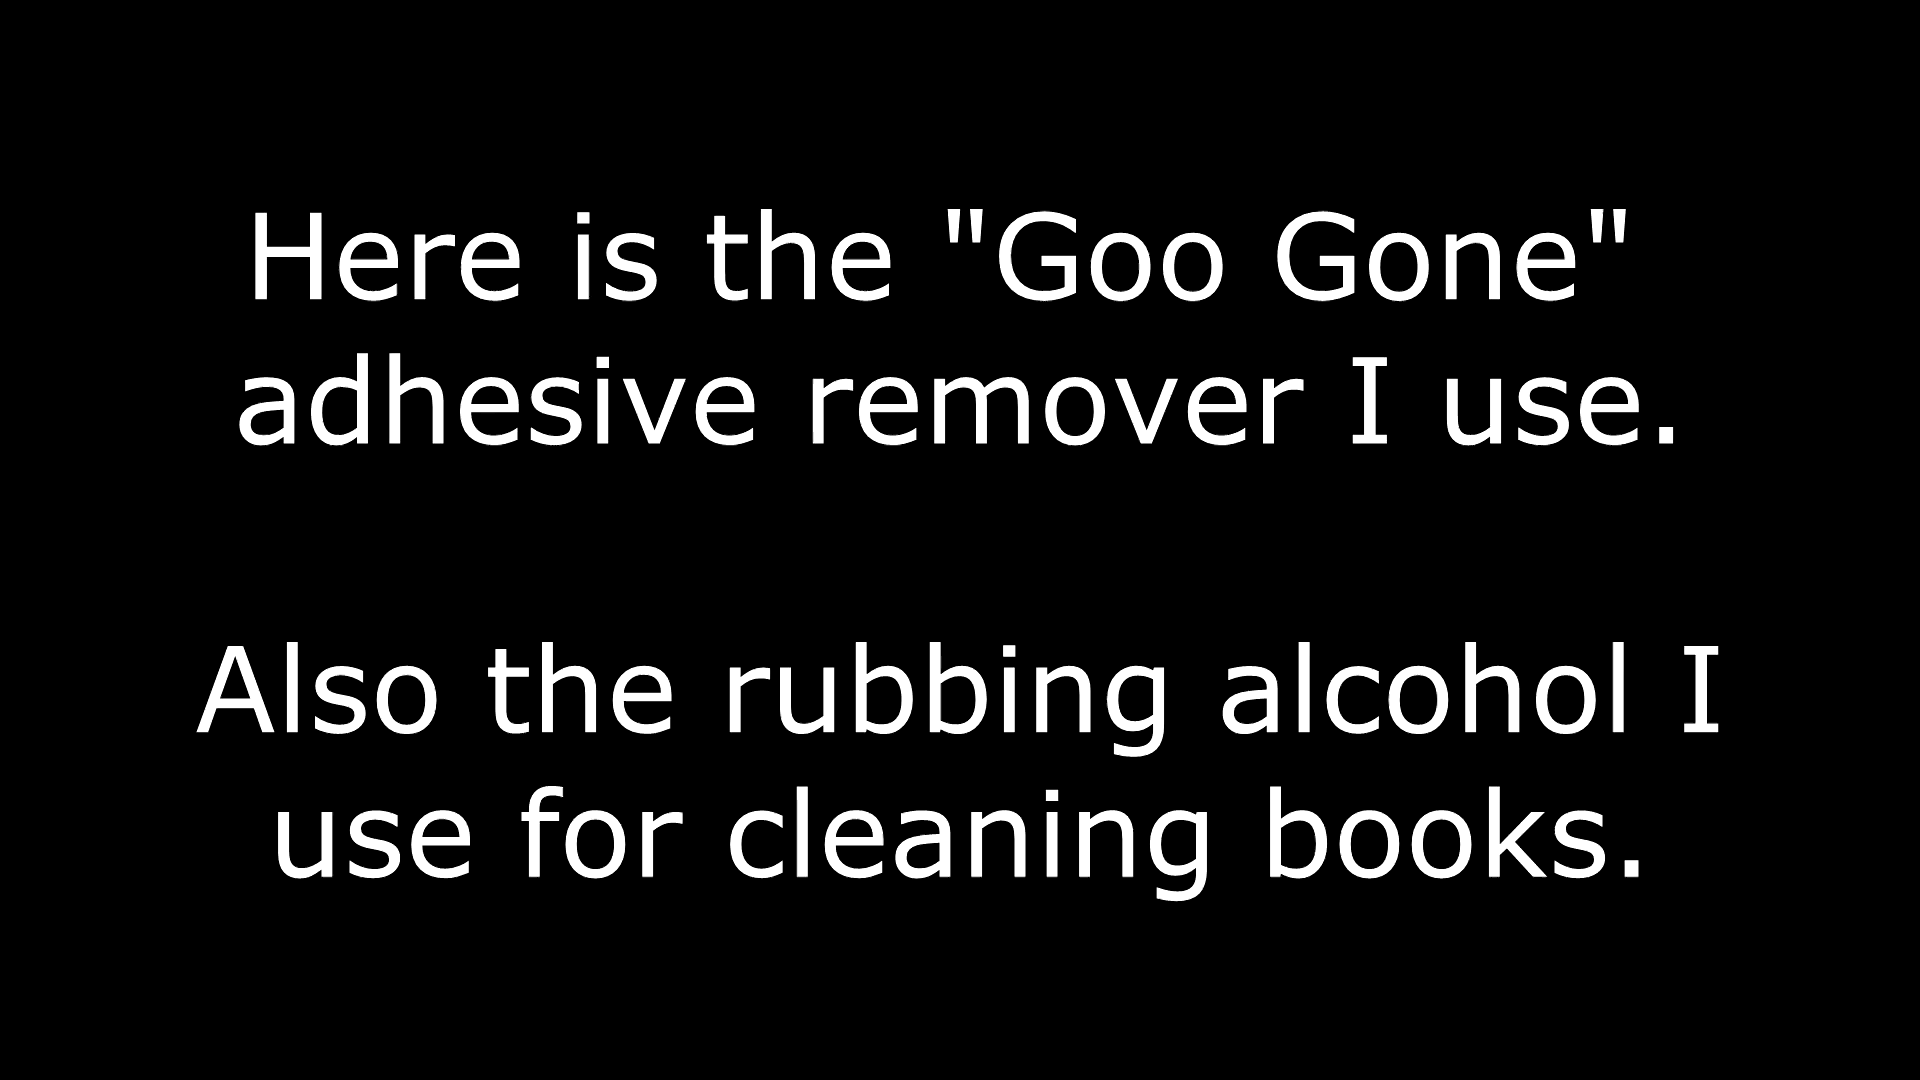 Here is the "Goo Gone"
adhesive remover I use.
Also the rubbing alcohol I
use for cleaning books.